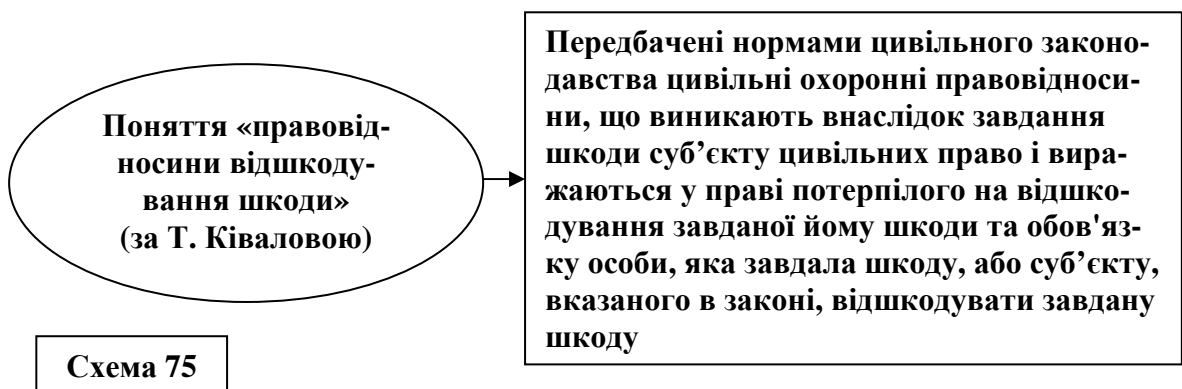 Поняття «правовід-
носини відшкоду-
вання шкоди»
(за Т. Ківаловою)
Передбачені нормами цивільного законо-
давства цивільні охоронні правовідноси-
ни, що виникають внаслідок завдання
шкоди суб’єкту цивільних право і вира-
жаються у праві потерпілого на відшко-
дування завданої йому шкоди та обов'яз-
ку особи, яка завдала шкоду, або суб’єкту,
вказаного в законі, відшкодувати завдану
шкоду
Схема 75